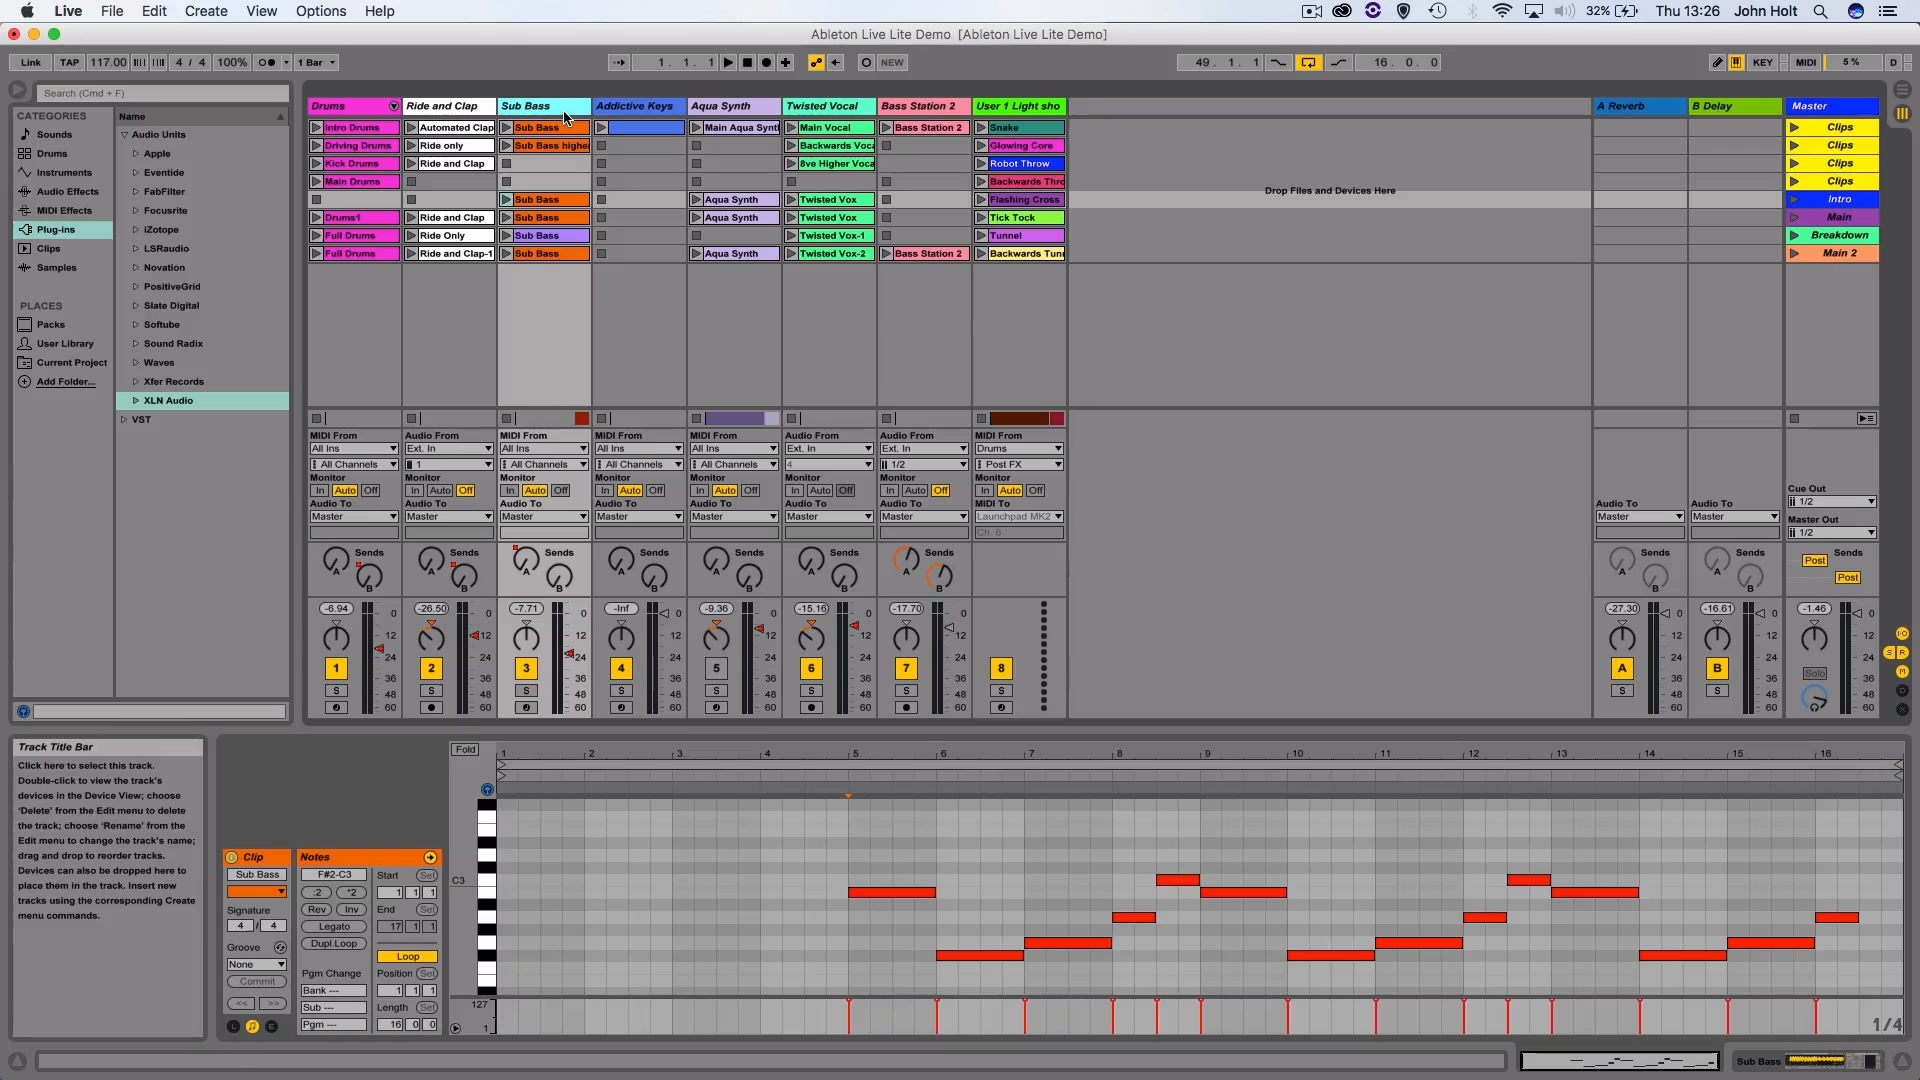 Live File Edit Create View Options Help 32% Thu 13:26 John Holt
Ableton Live Lite Demo [Ableton Live Lite Demo]
Link TAP 117.00 4 / 4 100% 1 Bar 1. 1. 1 NEW 49. 1. 1 16. 0. 0 KEY MIDI 5 % D
Search (Cmd + F)
CATEGORIES
Sounds
Drums
Instruments
Audio Effects
MIDI Effects
Plug-ins
Clips
Samples
PLACES
Packs
User Library
Current Project
Add Folder...
Name
Audio Units
Apple
Eventide
FabFilter
Focusrite
iZotope
LSRaudio
Novation
PositiveGrid
Slate Digital
Softube
Sound Radix
Waves
Xfer Records
XLN Audio
VST
Drums Ride and Clap Sub Bass Addictive Keys Aqua Synth Twisted Vocal Bass Station 2 User 1 Light sho A Reverb B Delay Master
Intro Drums Automated Clap Sub Bass Main Aqua Synt Main Vocal Bass Station 2 Snake Clips
Driving Drums Ride only Sub Bass highe Backwards Voca Glowing Core Clips
Kick Drums Ride and Clap 8ve Higher Voca Robot Throw Clips
Main Drums Backwards Thro Clips
Sub Bass Aqua Synth Twisted Vox Flashing Cross Intro
Drums1 Ride and Clap Sub Bass Aqua Synth Twisted Vox Tick Tock Main
Full Drums Ride Only Sub Bass Twisted Vox-1 Tunnel Breakdown
Full Drums Ride and Clap-1 Sub Bass Aqua Synth Twisted Vox-2 Bass Station 2 Backwards Tunn Main 2
Drop Files and Devices Here
MIDI From Audio From MIDI From MIDI From MIDI From Audio From Audio From MIDI From
All Ins Ext. In All Ins All Ins All Ins Ext. In Ext. In Drums
All Channels 1 All Channels All Channels All Channels 4 1/2 Post FX
Monitor Monitor Monitor Monitor Monitor Monitor Monitor Monitor
In Auto Off In Auto Off In Auto Off In Auto Off In Auto Off In Auto Off In Auto Off In Auto Off Cue Out
1/2
Audio To Audio To Audio To Audio To Audio To Audio To Audio To MIDI To Audio To Audio To
Master Master Master Master Master Master Master Launchpad MK2 Master Master Master Out
Ch. 6 1/2
Sends Sends Sends Sends Sends Sends Sends Sends Sends Sends
A A A A A A A A A Post
B B B B B B B B B Post
-6.94 0 -26.50 0 -7.71 0 -Inf 0 -9.36 0 -15.16 0 -17.70 0 -27.30 0 -16.61 0 -1.46 0
12 12 12 12 12 12 12 12 12
24 24 24 24 24 24 24 24 24 24
1 2 3 4 5 6 7 8 A B Solo
36 36 36 36 36 36 36 36 36 36
S S S S S S S S S S
48 48 48 48 48 48 48 48 48 48
60 60 60 60 60 60 60 60 60 60
Track Title Bar
Click here to select this track.
Double-click to view the track's
devices in the Device View; choose
'Delete' from the Edit menu to delete
the track; choose 'Rename' from the
Edit menu to change the track's name;
drag and drop to reorder tracks.
Devices can also be dropped here to
place them in the track. Insert new
tracks using the corresponding Create
menu commands.
Clip
Sub Bass
Signature
4 / 4
Groove
None
Commit
<< >>
L E
Notes
F#2-C3
:2 *2
Rev Inv
Legato
Dupl.Loop
Pgm Change
Bank ---
Sub ---
Pgm ---
Start Set
1 1 1
End Set
17 1 1
Loop
Position Set
1 1 1
Length Set
16 0 0
Fold 1 2 3 4 5 6 7 8 9 10 11 12 13 14 15 16
C3
127
1
1/4
Sub Bass